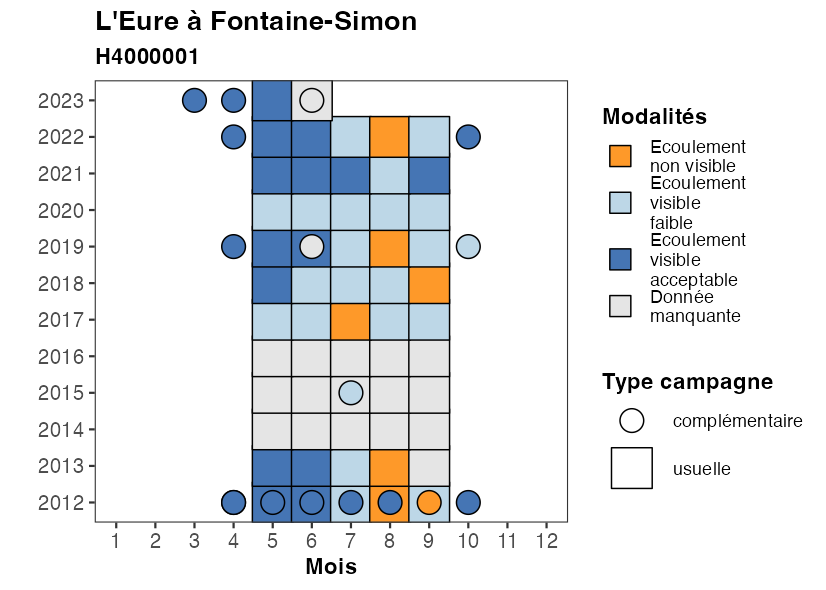 L'Eure à Fontaine-Simon
H4000001
2023
2022
2021
2020
2019
2018
2017
2016
2015
2014
2013
2012
1 2 3 4 5 6 7 8 9 10 11 12
Mois
Modalités
Ecoulement
non visible
Ecoulement
visible
faible
Ecoulement
visible
acceptable
Donnée
manquante
Type campagne
complémentaire
usuelle